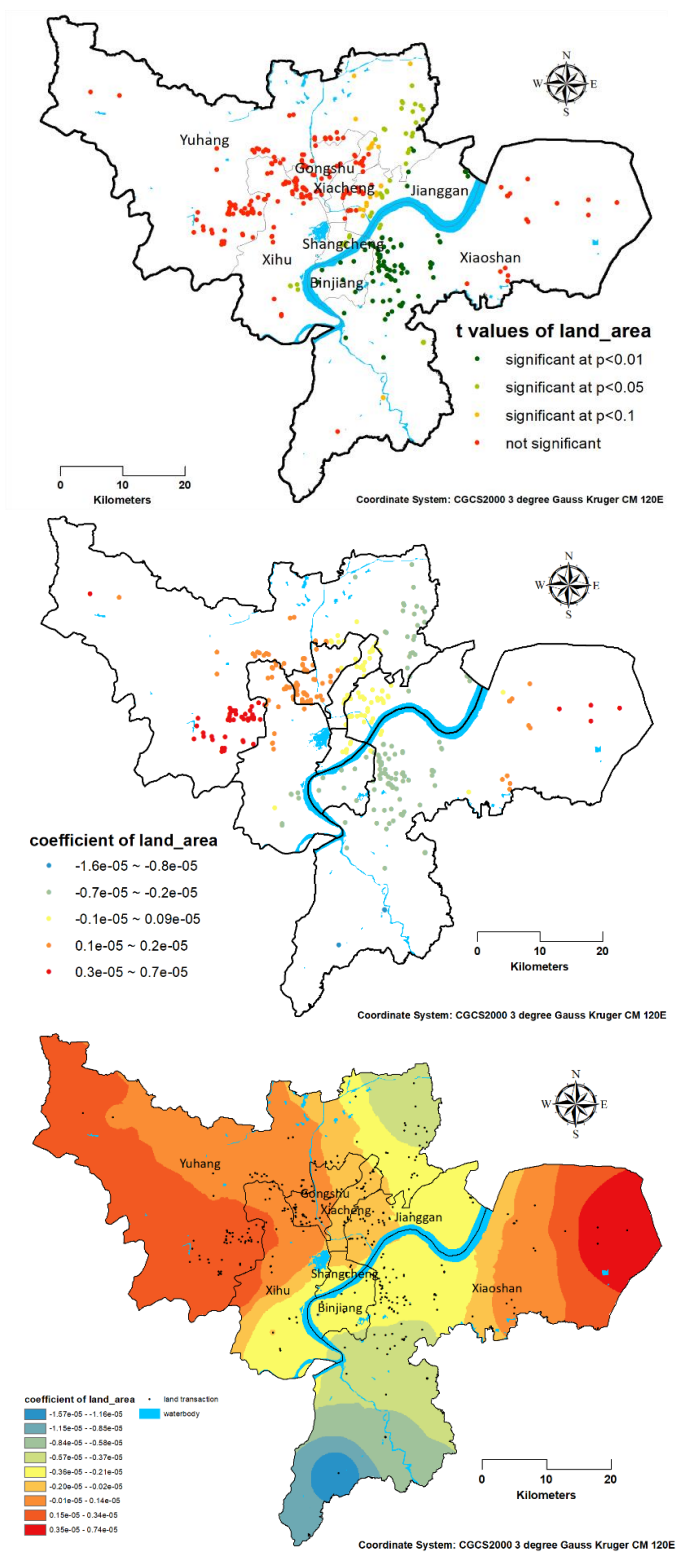 N
W E
S
Yuhang
Gongshu
Xiacheng
Jianggan
Shangcheng
Xihu
Xiaoshan
Binjiang
t values of land_area
significant at p<0.01
significant at p<0.05
significant at p<0.1
not significant
0 10 20
Kilometers
Coordinate System: CGCS2000 3 degree Gauss Kruger CM 120E
N
W E
S
coefficient of land_area
-1.6e-05 ~ -0.8e-05
-0.7e-05 ~ -0.2e-05
-0.1e-05 ~ 0.09e-05
0.1e-05 ~ 0.2e-05
0.3e-05 ~ 0.7e-05
0 10 20
Kilometers
Coordinate System: CGCS2000 3 degree Gauss Kruger CM 120E
N
W E
S
Yuhang
Gongshu
Xiacheng
Jianggan
Shangcheng
Xihu
Xiaoshan
Binjiang
coefficient of land_area land transaction
-1.57e-05 - -1.16e-05 waterbody
-1.15e-05 - -0.85e-05
-0.84e-05 - -0.58e-05
-0.57e-05 - -0.37e-05
-0.36e-05 - -0.21e-05
-0.20e-05 - -0.02e-05
-0.01e-05 - 0.14e-05
0.15e-05 - 0.34e-05
0.35e-05 - 0.74e-05
0 10 20
Kilometers
Coordinate System: CGCS2000 3 degree Gauss Kruger CM 120E